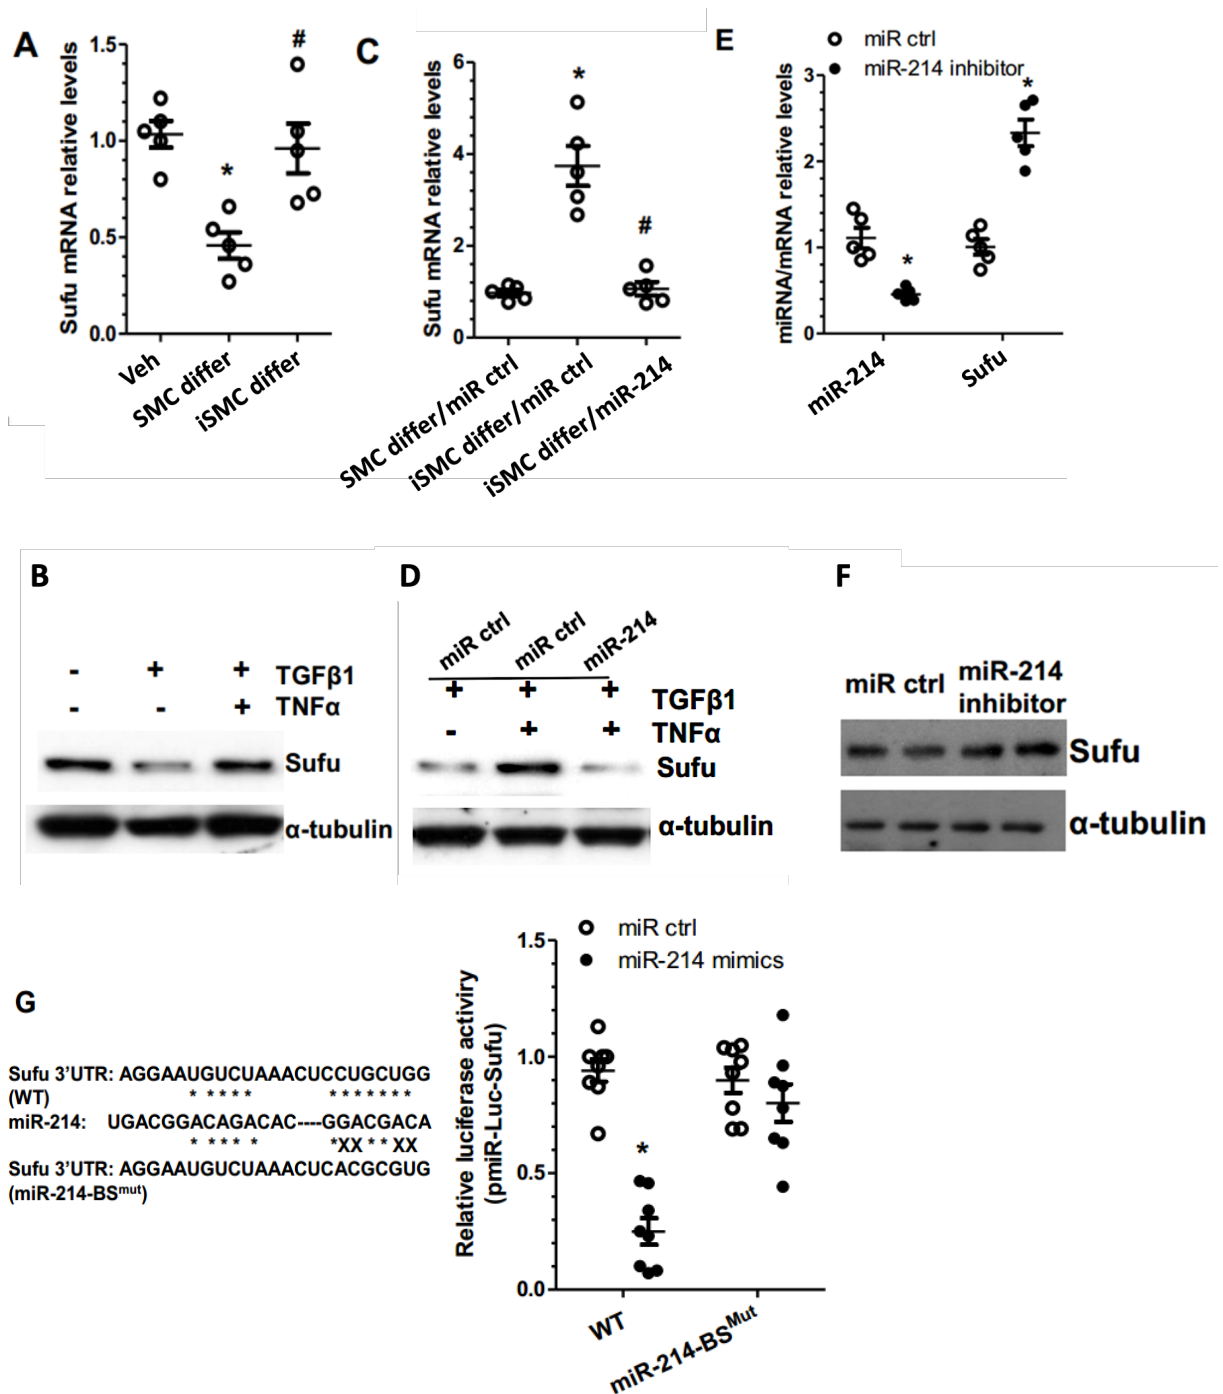 A
Sufu mRNA relative levels
1.5
1.0
0.5
0.0
*
#
Veh
SMC differ
iSMC differ
C
Sufu mRNA relative levels
6
4
2
0
*
#
SMC differ/miR ctrl
iSMC differ/miR ctrl
iSMC differ/miR-214
E
miR ctrl
miR-214 inhibitor
miRNA/mRNA relative levels
3
2
1
0
*
*
miR-214
Sufu
B
- + + TGFβ1
- - + TNFα
Sufu
α-tubulin
D
miR ctrl miR ctrl miR-214
+ + + TGFβ1
- + + TNFα
Sufu
α-tubulin
F
miR ctrl miR-214
inhibitor
Sufu
α-tubulin
G
Sufu 3'UTR: AGGAAUGUCUAAACUCCUGCUGG
(WT) * * * * * * * * * * * *
miR-214: UGACGGACAGACAC----GGACGACA
* * * * * *XX* *XX
Sufu 3'UTR: AGGAAUGUCUAAACUCACGCGUG
(miR-214-BSmut)
miR ctrl
miR-214 mimics
Relative luciferase activiry
(pmiR-Luc-Sufu)
1.5
1.0
0.5
0.0
*
WT
miR-214-BSMut